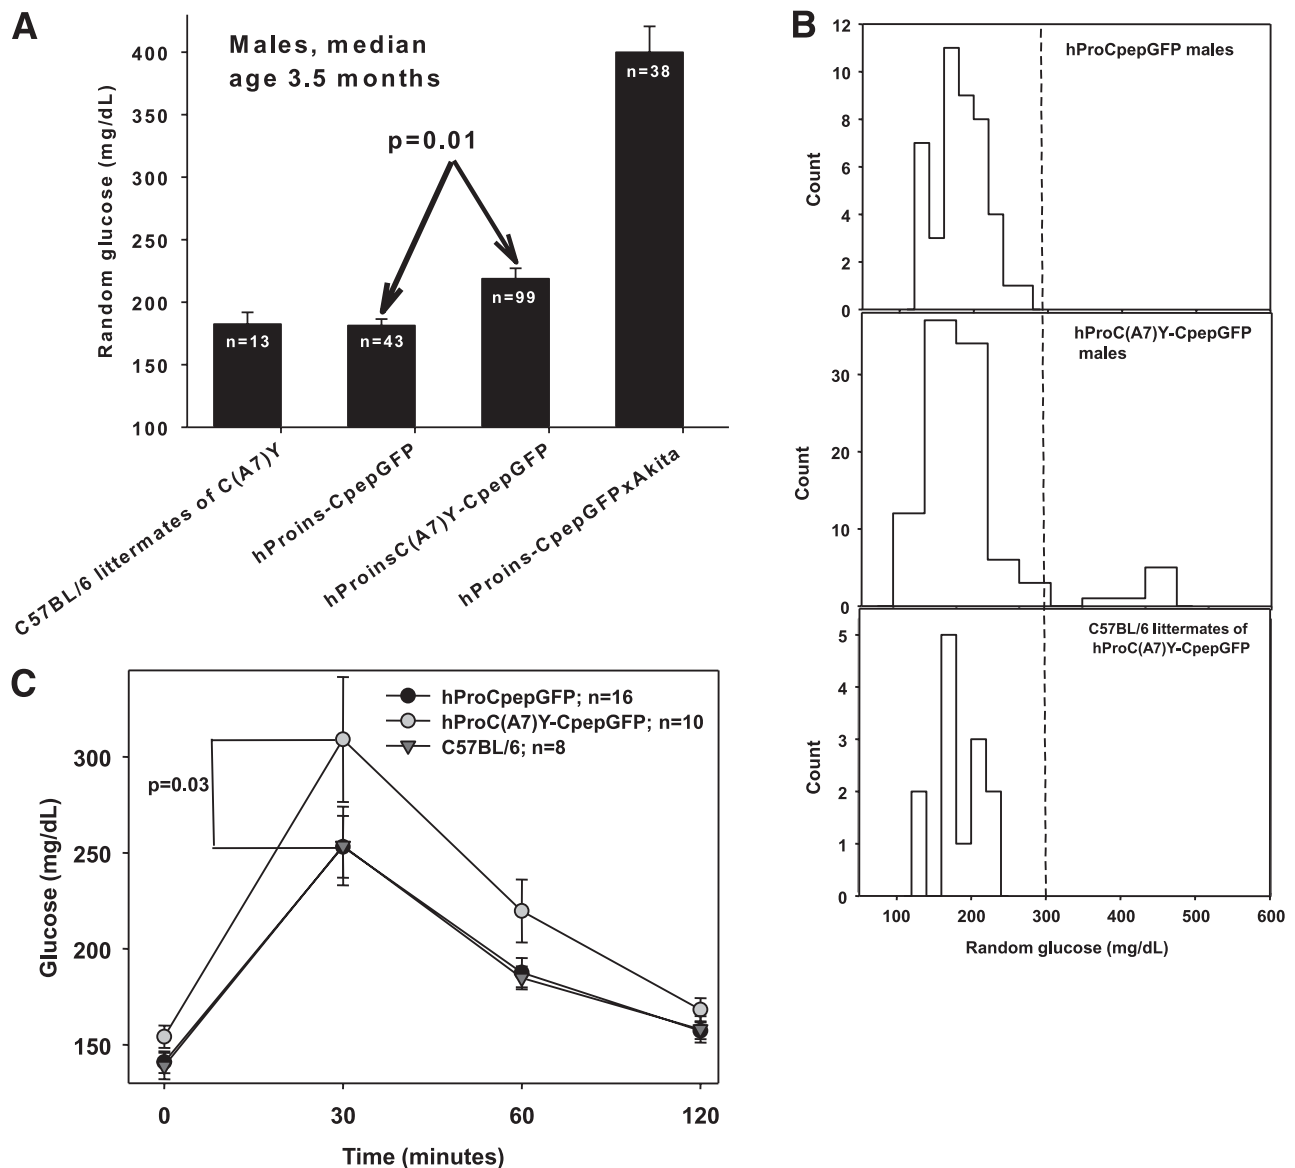 A
Males, median
age 3.5 months
p=0.01
Random glucose (mg/dL)
400
350
300
250
200
150
100
n=13
n=43
n=99
n=38
C57BL/6 littermates of C(A7)Y
hProins-CpepGFP
hProinsC(A7)Y-CpepGFP
hProins-CpepGFPxAkita
B
hProCpepGFP males
Count
12
10
8
6
4
2
0
hProC(A7)Y-CpepGFP
males
Count
30
20
10
0
C57BL/6 littermates of
hProC(A7)Y-CpepGFP
Count
5
4
3
2
1
0
100 200 300 400 500 600
Random glucose (mg/dL)
C
hProCpepGFP; n=16
hProC(A7)Y-CpepGFP; n=10
C57BL/6; n=8
p=0.03
Glucose (mg/dL)
300
250
200
150
0 30 60 120
Time (minutes)